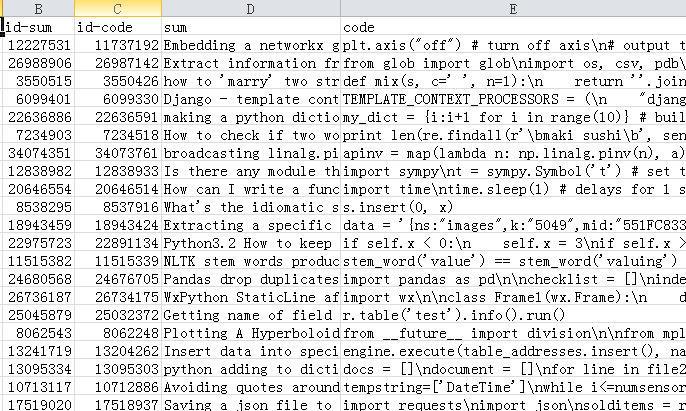 B C D E
id-sum id-code sum code
12227531 11737192 Embedding a networkx g plt.axis("off") # turn off axis\n# output t
26988906 26987142 Extract information fr from glob import glob\nimport os, csv, pdb\
3550515 3550426 how to 'marry' two str def mix(s, c=' ', n=1):\n    return ''.join
6099401 6099330 Django - template cont TEMPLATE_CONTEXT_PROCESSORS = (\n    "djang
22636886 22636591 making a python dictio my_dict = {i:i+1 for i in range(10)} # buil
7234903 7234518 How to check if two wo print len(re.findall(r'\bmaki sushi\b', sen
34074351 34073761 broadcasting linalg.pi apinv = map(lambda n: np.linalg.pinv(n), a)
12838982 12838933 Is there any module th import sympy\nt = sympy.Symbol('t') # set t
20646554 20646514 How can I write a func import time\ntime.sleep(1) # delays for 1 s
8538295 8537916 What's the idiomatic s s.insert(0, x)
18943459 18943424 Extracting a specific data = '{ns:"images",k:"5049",mid:"551FC833
22975723 22891134 Python3.2 How to keep if self.x < 0:\n    self.x = 3\nif self.x >
11515382 11515339 NLTK stem words produc stem_word('value') == stem_word('valuing')
24680568 24676705 Pandas drop duplicates import pandas as pd\n\nchecklist = []\ninde
26736187 26734175 WxPython StaticLine af import wx\n\nclass Frame1(wx.Frame):\n    d
25045879 25032372 Getting name of field r.table('test').info().run()
8062543 8062248 Plotting A Hyperboloid from __future__ import division\n\nfrom mpl
13241719 13204262 Insert data into speci engine.execute(table_addresses.insert(), na
13095334 13095303 python adding to dicti docs = []\ndocument = []\nfor line in file2
10713117 10712886 Avoiding quotes around tempstring=['DateTime']\nwhile i<=numsensor
17519020 17518937 Saving a json file to import requests\nimport json\nsolditems = r